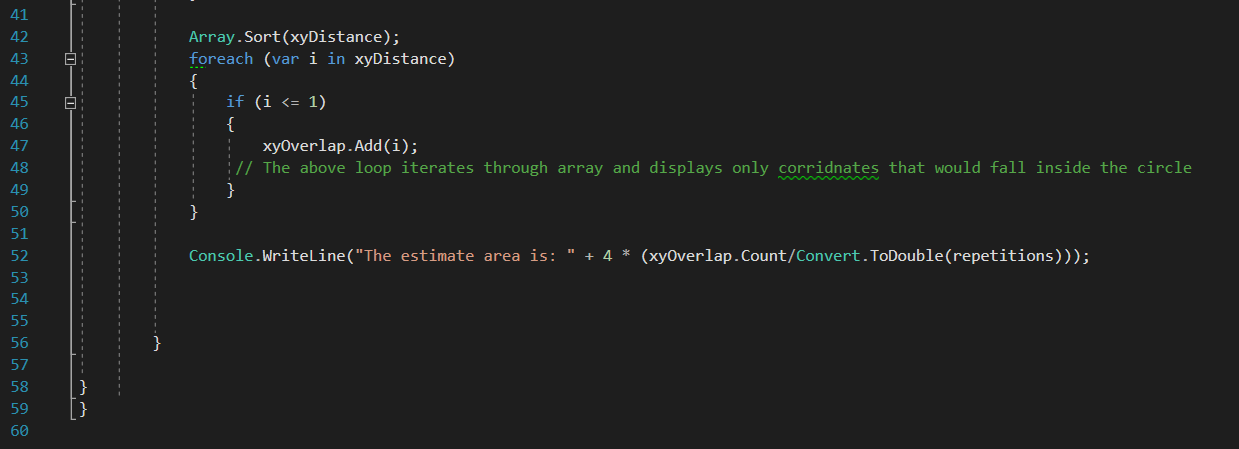 41
42 Array.Sort(xyDistance);
43 foreach (var i in xyDistance)
44 {
45 if (i <= 1)
46 {
47 xyOverlap.Add(i);
48 // The above loop iterates through array and displays only corridnates that would fall inside the circle
49 }
50 }
51
52 Console.WriteLine("The estimate area is: " + 4 * (xyOverlap.Count/Convert.ToDouble(repetitions)));
53
54
55
56 }
57
58 }
59 }
60